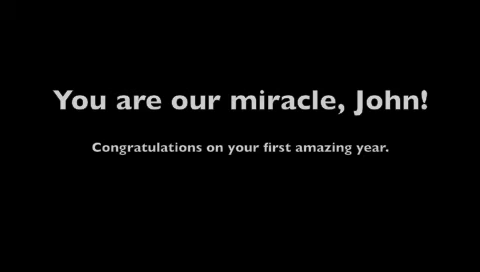 You are our miracle, John!
Congratulations on your first amazing year.